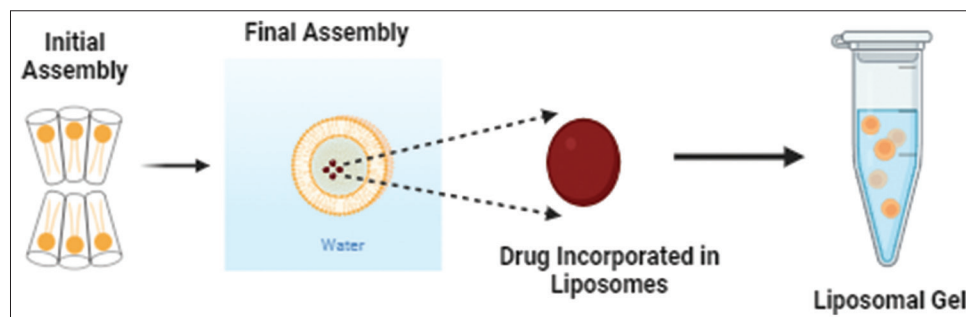 Initial
Assembly
Final Assembly
Water
Drug Incorporated in
Liposomes
Liposomal Gel